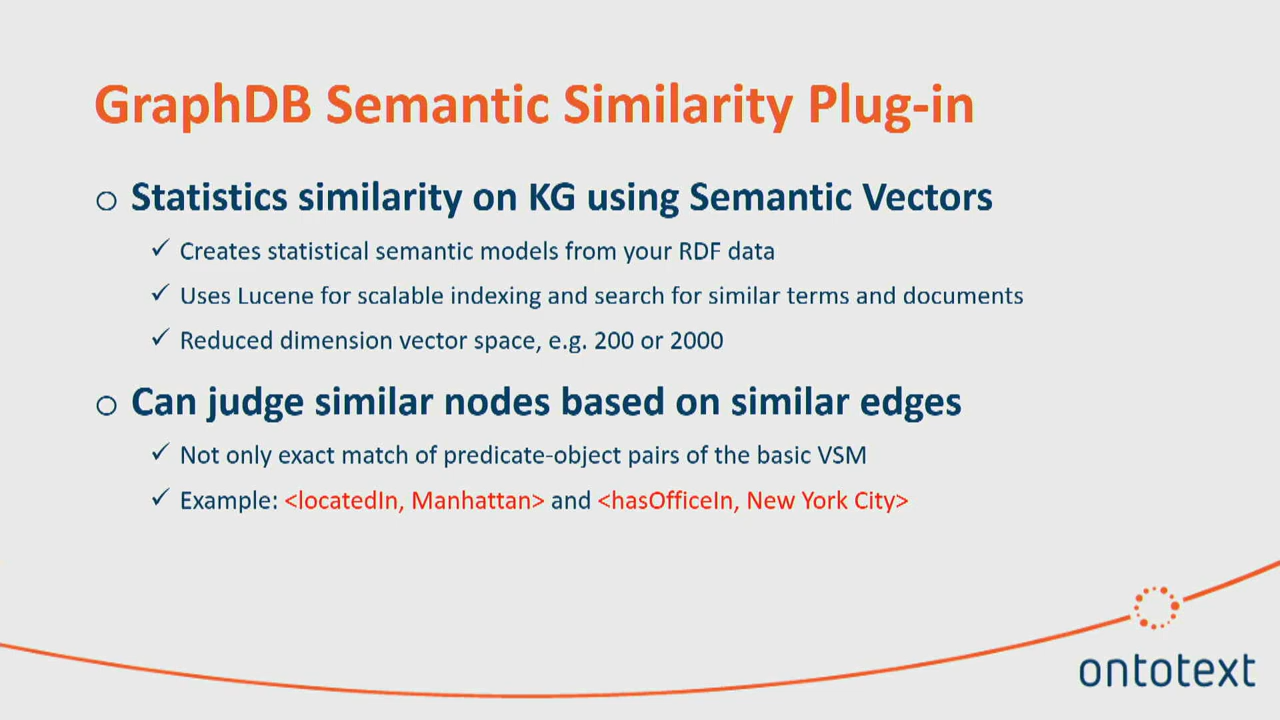 GraphDB Semantic Similarity Plug-in
o Statistics similarity on KG using Semantic Vectors
✓ Creates statistical semantic models from your RDF data
✓ Uses Lucene for scalable indexing and search for similar terms and documents
✓ Reduced dimension vector space, e.g. 200 or 2000
o Can judge similar nodes based on similar edges
✓ Not only exact match of predicate-object pairs of the basic VSM
✓ Example: <locatedIn, Manhattan> and <hasOfficeIn, New York City>
ontotext